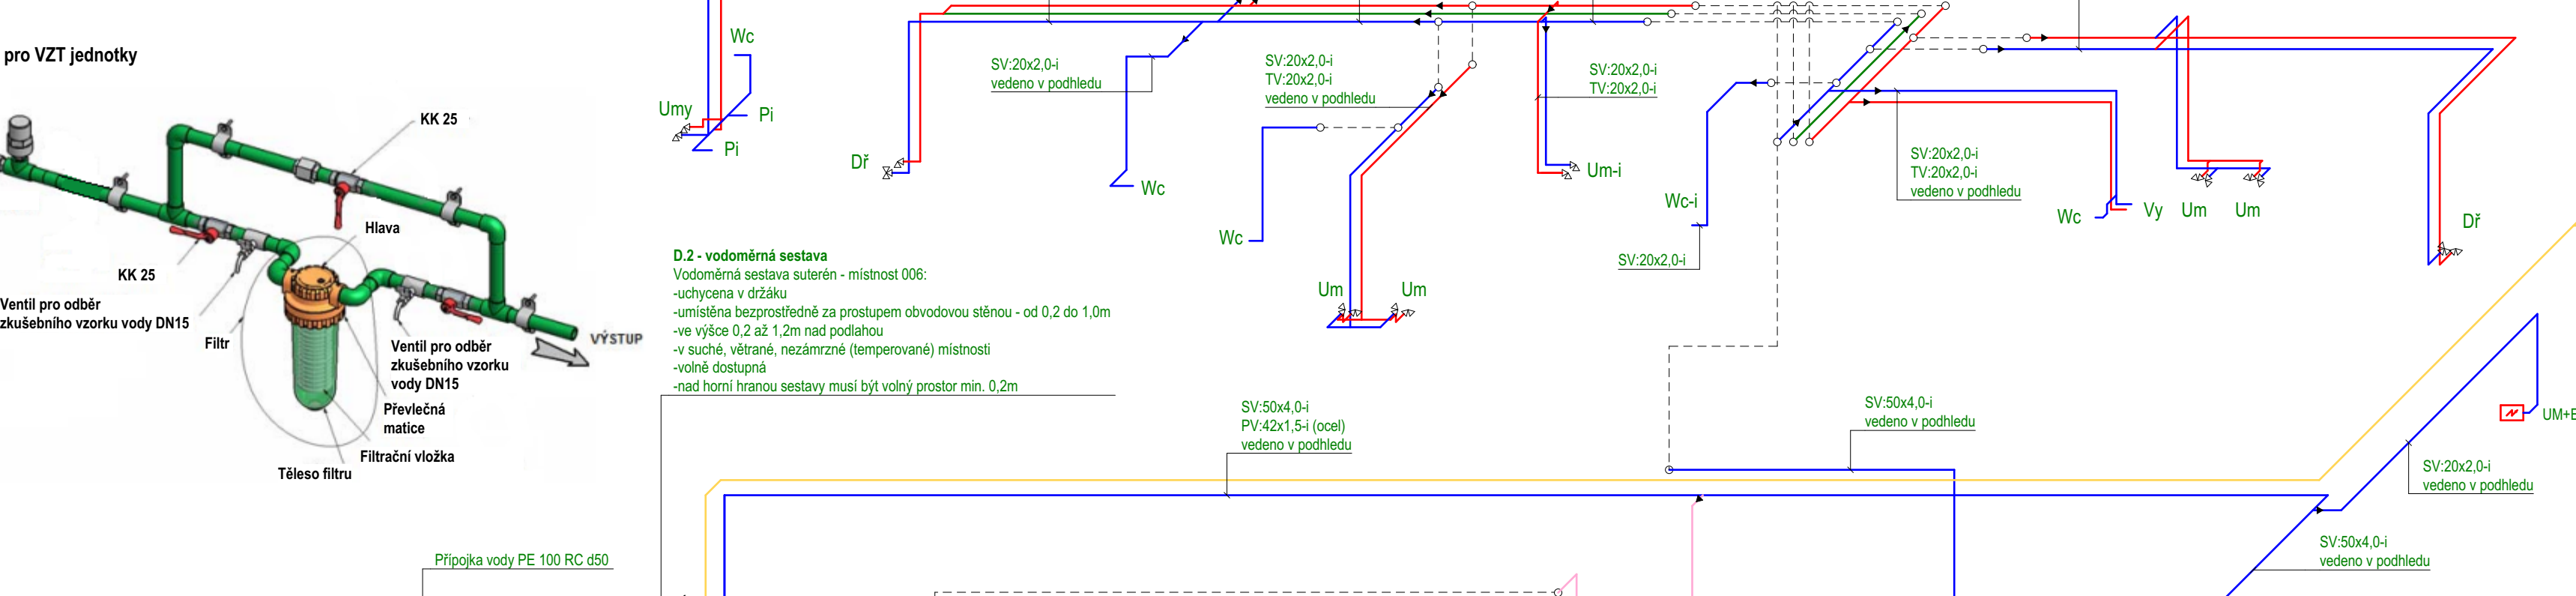 pro VZT jednotky
KK 25
Hlava
KK 25
Ventil pro odběr
zkušebního vzorku vody DN15
Filtr
VÝSTUP
Ventil pro odběr
zkušebního vzorku
vody DN15
Převlečná
matice
Filtrační vložka
Těleso filtru
Přípojka vody PE 100 RC d50
Wc
Umy
Pi
Pi
Dř
SV:20x2,0-i
vedeno v podhledu
Wc
SV:20x2,0-i
TV:20x2,0-i
vedeno v podhledu
Wc
Um
Um
SV:20x2,0-i
TV:20x2,0-i
Um-i
Wc-i
SV:20x2,0-i
SV:20x2,0-i
TV:20x2,0-i
vedeno v podhledu
Wc
Vy
Um
Um
Dř
D.2 - vodoměrná sestava
Vodoměrná sestava suterén - místnost 006:
-uchycena v držáku
-umístěna bezprostředně za prostupem obvodovou stěnou - od 0,2 do 1,0m
-ve výšce 0,2 až 1,2m nad podlahou
-v suché, větrané, nezámrzné (temperované) místnosti
-volně dostupná
-nad horní hranou sestavy musí být volný prostor min. 0,2m
SV:50x4,0-i
PV:42x1,5-i (ocel)
vedeno v podhledu
SV:50x4,0-i
vedeno v podhledu
UM+E
SV:20x2,0-i
vedeno v podhledu
SV:50x4,0-i
vedeno v podhledu